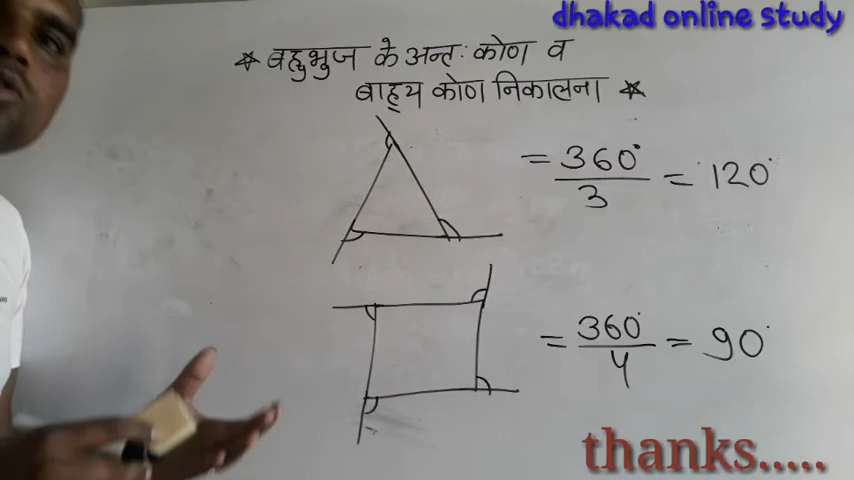 dhakad online study
* बहुभुज के अन्तः कोण व
बाह्य कोण निकालना *
= 360°/3 = 120°
= 360°/4 = 90°
thanks.....